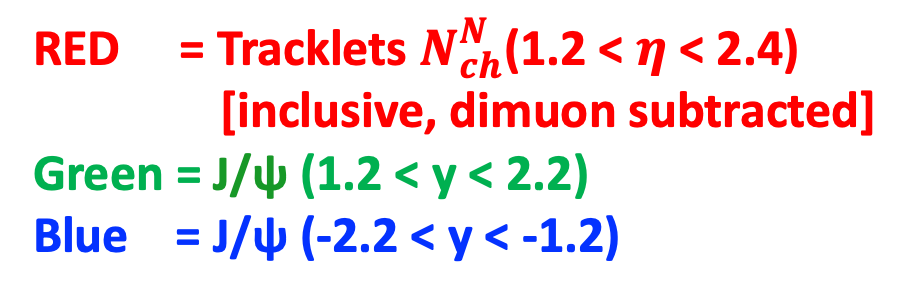 RED = Tracklets N^N_ch(1.2 < η < 2.4)
[inclusive, dimuon subtracted]
Green = J/ψ (1.2 < y < 2.2)
Blue = J/ψ (-2.2 < y < -1.2)